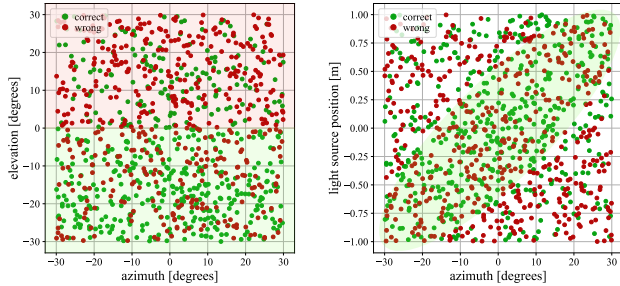 correct
wrong
30
20
10
0
−10
−20
−30
elevation [degrees]
−30 −20 −10 0 10 20 30
azimuth [degrees]
correct
wrong
1.00
0.75
0.50
0.25
0.00
−0.25
−0.50
−0.75
−1.00
light source position [m]
−30 −20 −10 0 10 20 30
azimuth [degrees]